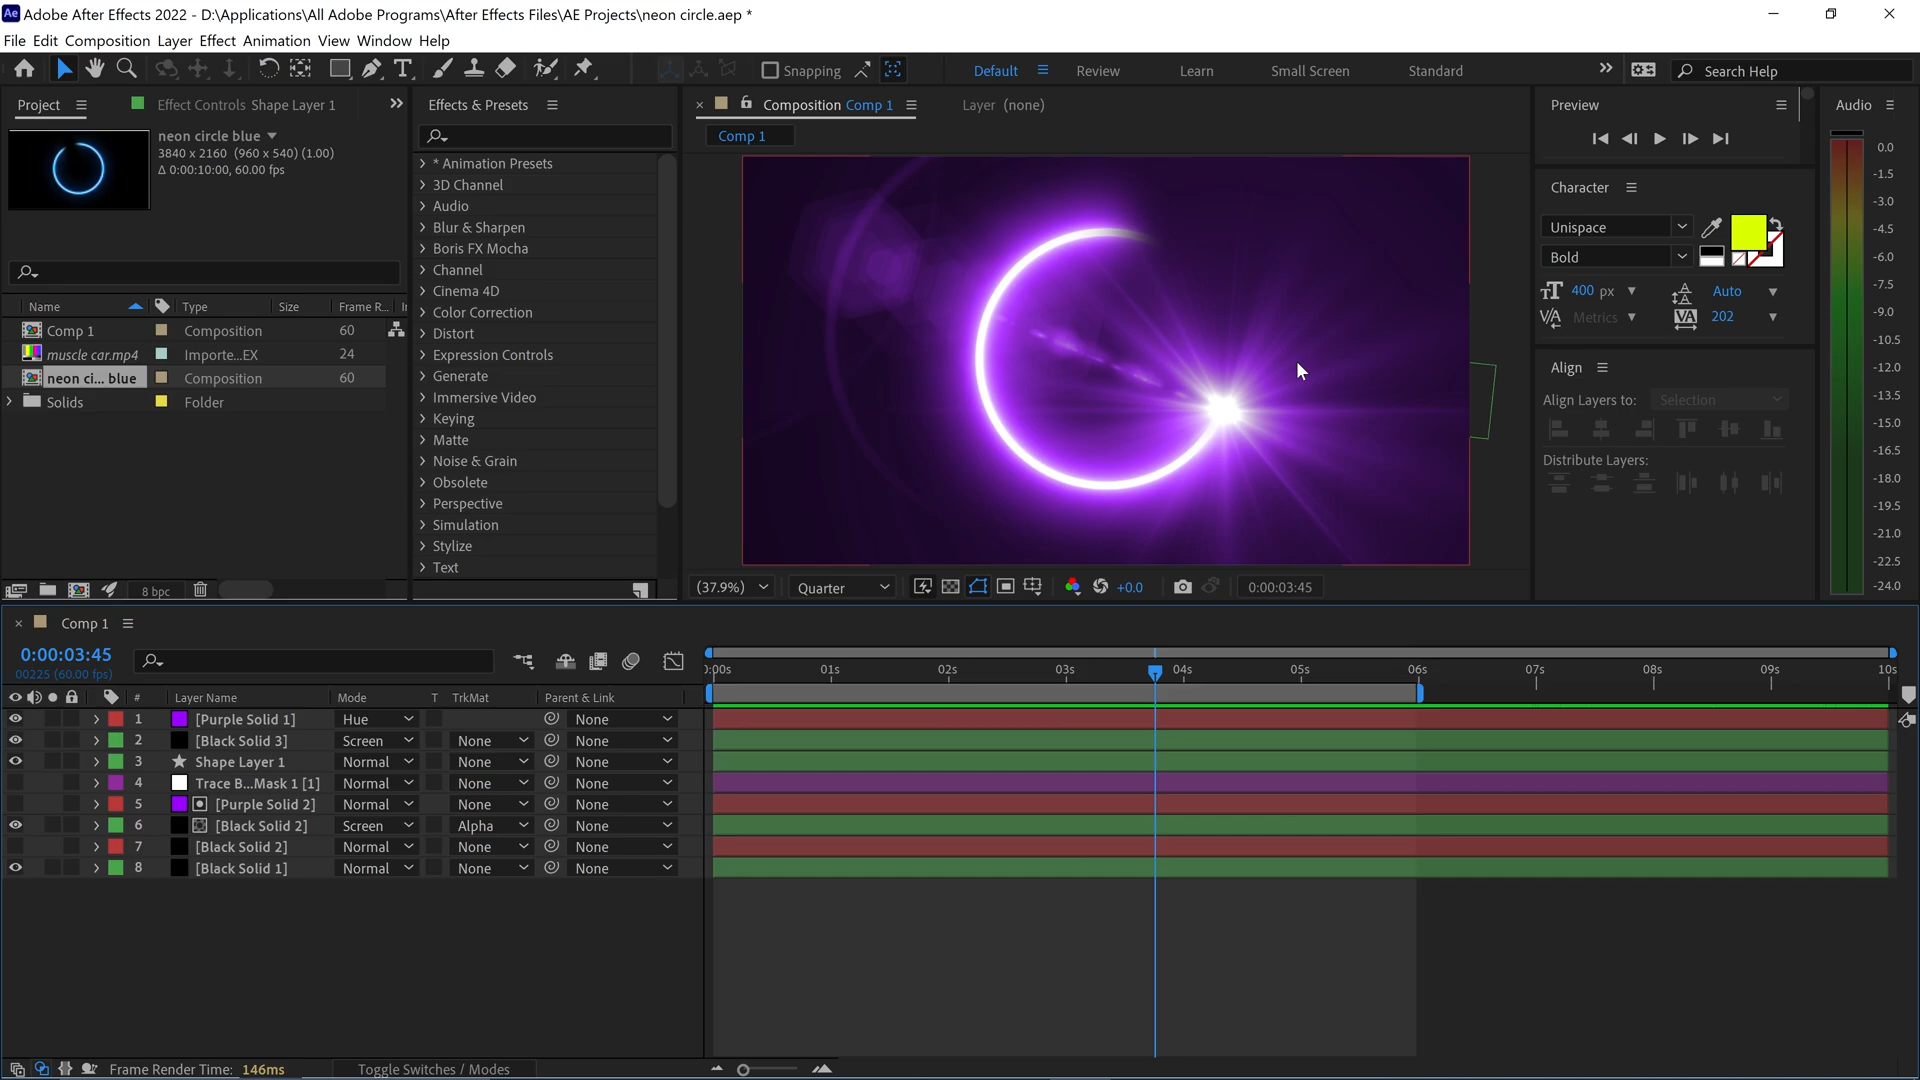 Ae Adobe After Effects 2022 - D:\Applications\All Adobe Programs\After Effects Files\AE Projects\neon circle.aep *
File Edit Composition Layer Effect Animation View Window Help
Snapping
Default
Review
Learn
Small Screen
Standard
Search Help
Project
Effect Controls Shape Layer 1
neon circle blue
3840 x 2160 (960 x 540) (1.00)
Δ 0:00:10:00, 60.00 fps
Name Type Size Frame R... I
Comp 1 Composition 60
muscle car.mp4 Importe...EX 24
neon ci... blue Composition 60
Solids Folder
8 bpc
Effects & Presets
* Animation Presets
3D Channel
Audio
Blur & Sharpen
Boris FX Mocha
Channel
Cinema 4D
Color Correction
Distort
Expression Controls
Generate
Immersive Video
Keying
Matte
Noise & Grain
Obsolete
Perspective
Simulation
Stylize
Text
Composition Comp 1
Layer (none)
Comp 1
(37.9%)
Quarter
+0.0
0:00:03:45
Preview
Character
Unispace
Bold
400 px
Auto
Metrics
202
Align
Align Layers to: Selection
Distribute Layers:
Audio
0.0
-1.5
-3.0
-4.5
-6.0
-7.5
-9.0
-10.5
-12.0
-13.5
-15.0
-16.5
-18.0
-19.5
-21.0
-22.5
-24.0
Comp 1
0:00:03:45
00225 (60.00 fps)
):00s 01s 02s 03s 04s 05s 06s 07s 08s 09s 10s
# Layer Name Mode T TrkMat Parent & Link
1 [Purple Solid 1] Hue None
2 [Black Solid 3] Screen None None
3 Shape Layer 1 Normal None None
4 Trace B...Mask 1 [1] Normal None None
5 [Purple Solid 2] Normal None None
6 [Black Solid 2] Screen Alpha None
7 [Black Solid 2] Normal None None
8 [Black Solid 1] Normal None None
Frame Render Time: 146ms
Toggle Switches / Modes